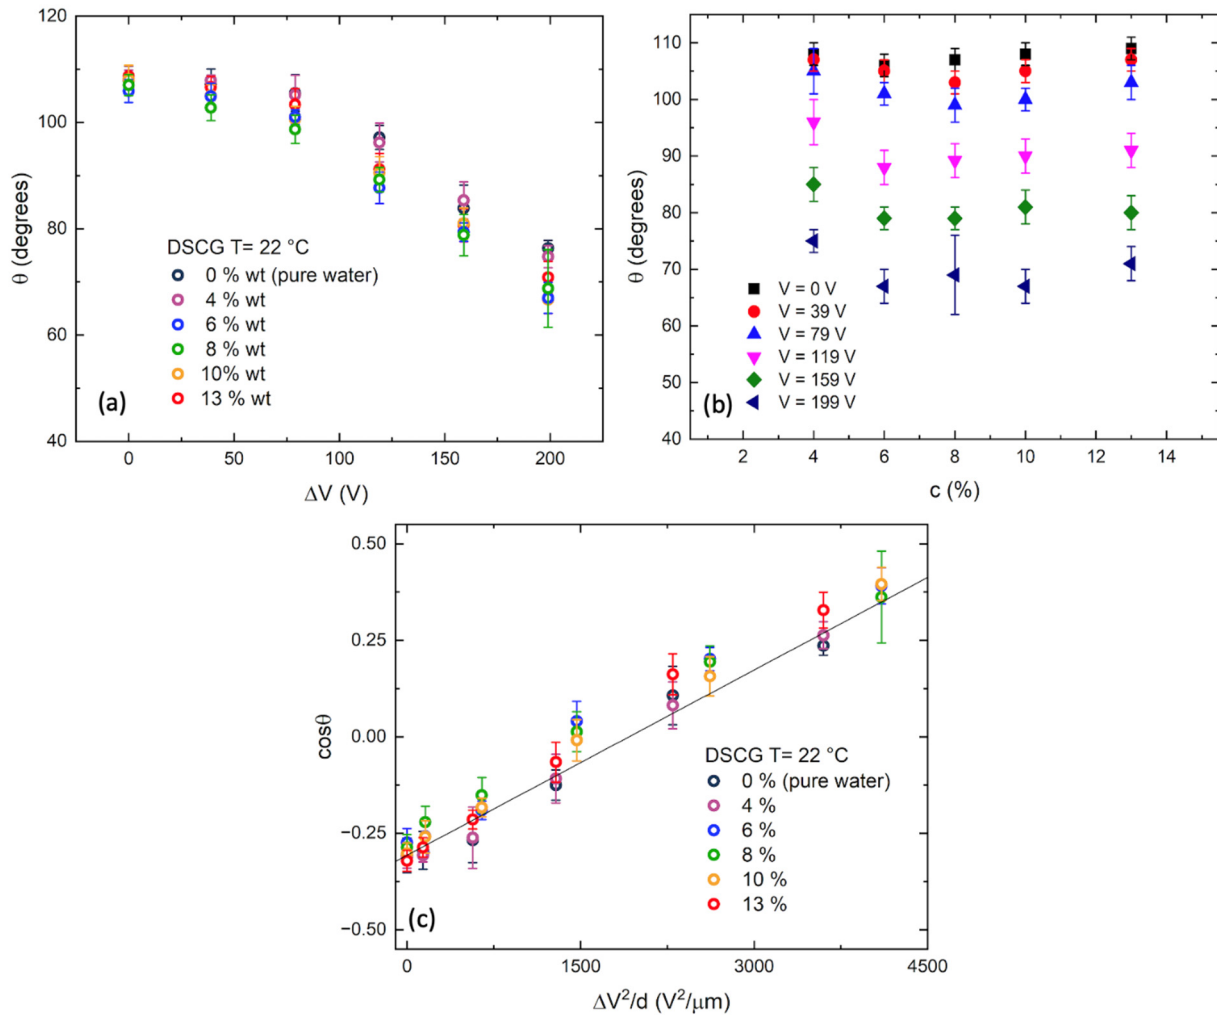 (a)
120
100
80
60
40
θ (degrees)
DSCG T= 22 °C
0 % wt (pure water)
4 % wt
6 % wt
8 % wt
10% wt
13 % wt
0
50
100
150
200
ΔV (V)
(b)
110
100
90
80
70
60
50
40
θ (degrees)
V = 0 V
V = 39 V
V = 79 V
V = 119 V
V = 159 V
V = 199 V
2
4
6
8
10
12
14
c (%)
(c)
0.50
0.25
0.00
−0.25
−0.50
cosθ
DSCG T= 22 °C
0 % (pure water)
4 %
6 %
8 %
10 %
13 %
0
1500
3000
4500
ΔV²/d (V²/μm)